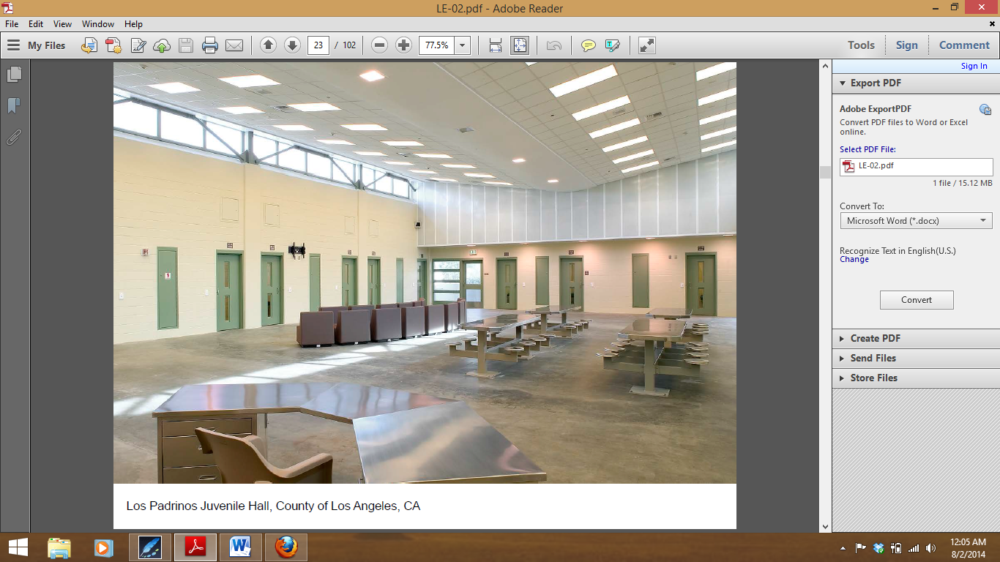 LE-02.pdf - Adobe Reader
File Edit View Window Help
My Files
23 / 102
77.5%
Tools Sign Comment
Sign In
Export PDF
Adobe ExportPDF
Convert PDF files to Word or Excel
online.
Select PDF File:
LE-02.pdf
1 file / 15.12 MB
Convert To:
Microsoft Word (*.docx)
Recognize Text in English(U.S.)
Change
Convert
Create PDF
Send Files
Store Files
Los Padrinos Juvenile Hall, County of Los Angeles, CA
12:05 AM
8/2/2014